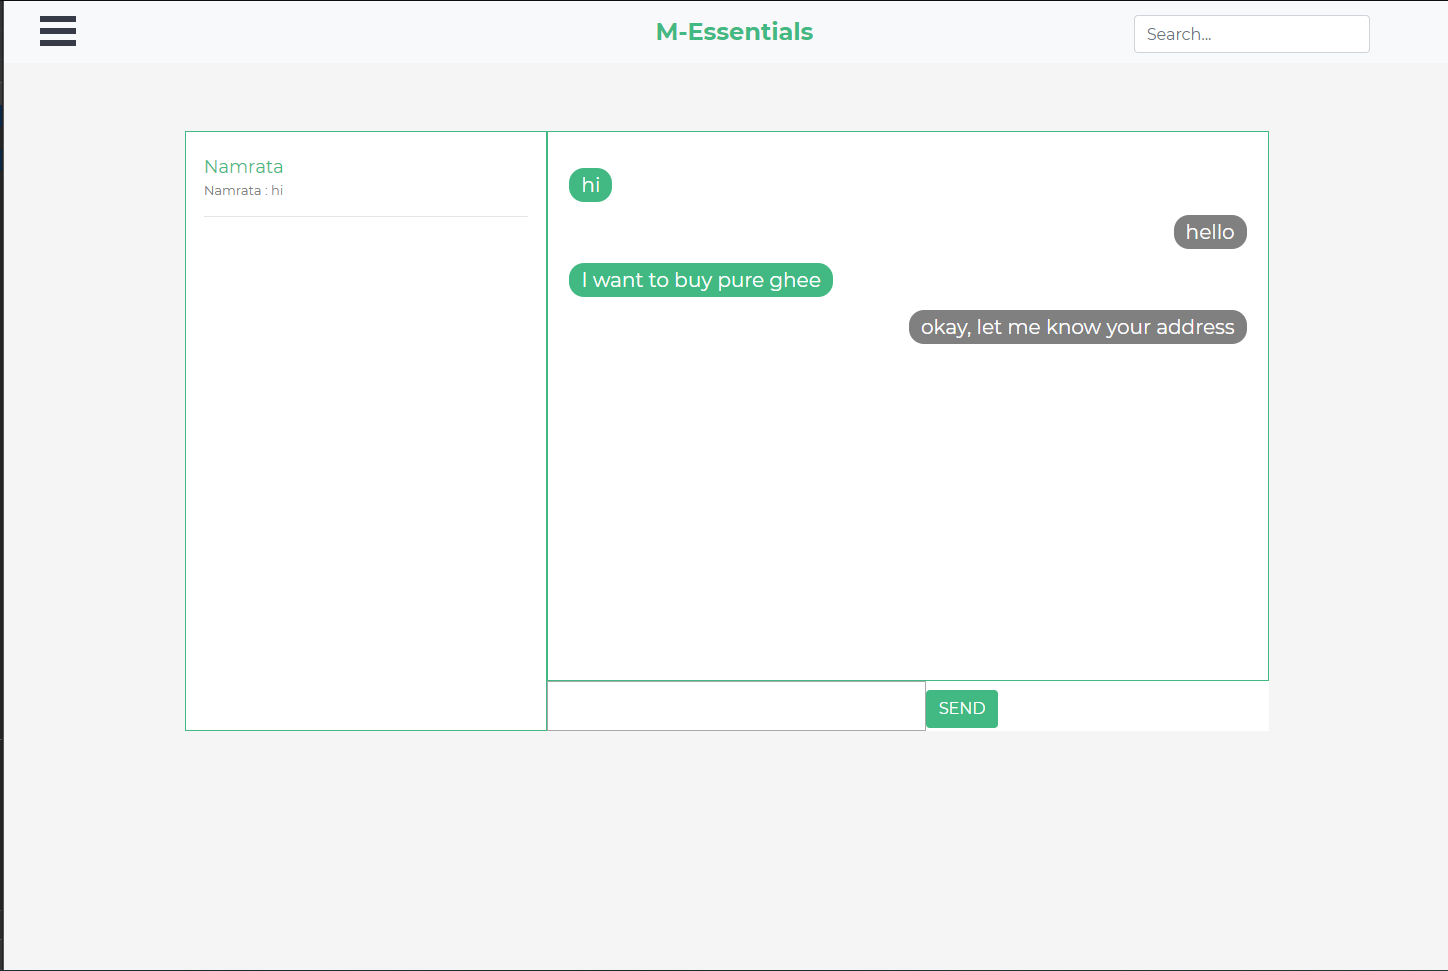 M-Essentials
Search...
Namrata
Namrata : hi
hi
hello
I want to buy pure ghee
okay, let me know your address
SEND